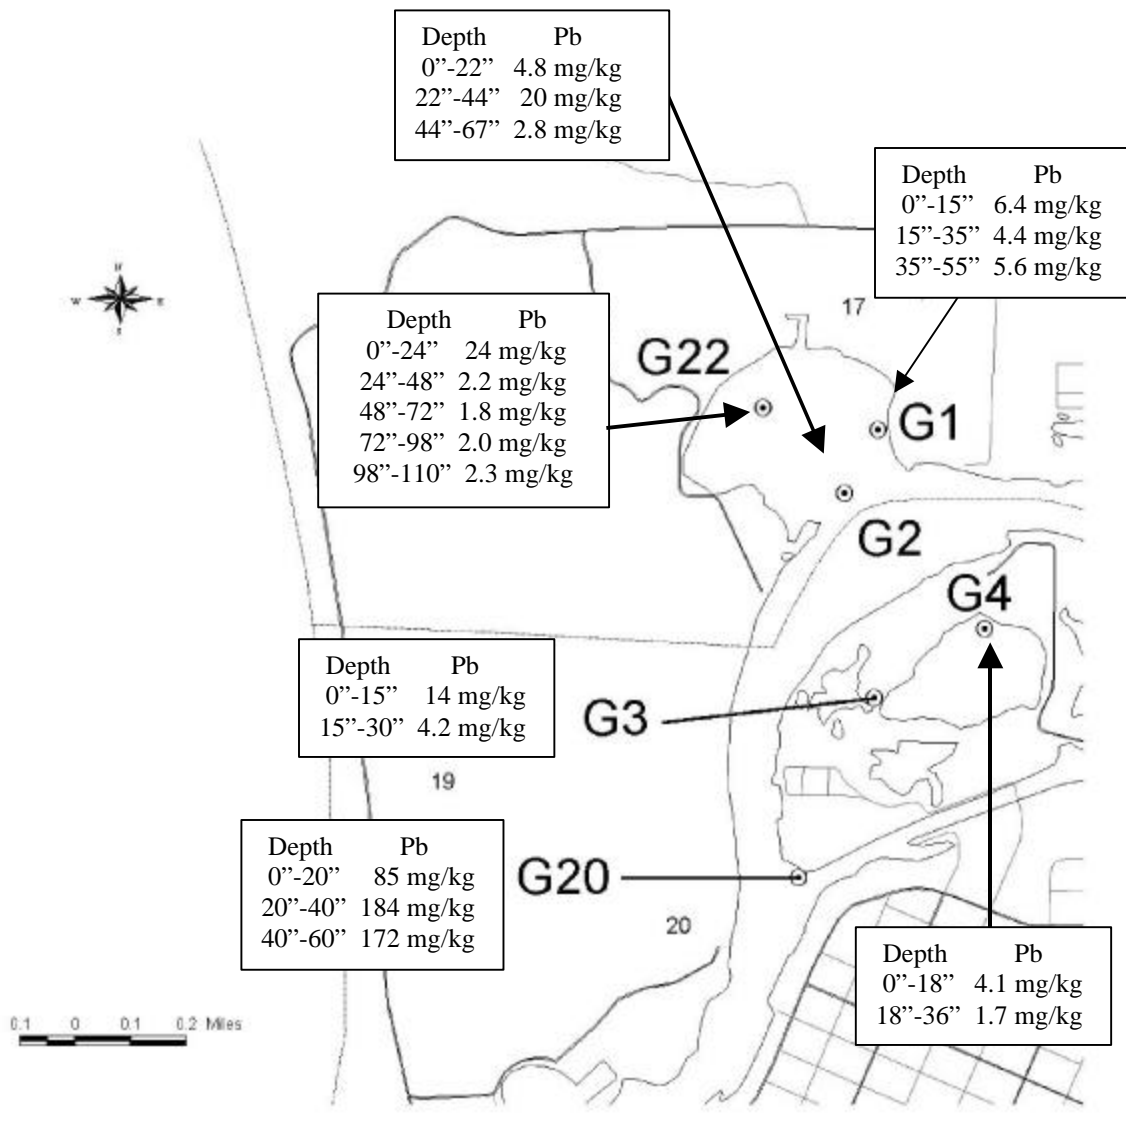 Depth Pb
0”-22” 4.8 mg/kg
22”-44” 20 mg/kg
44”-67” 2.8 mg/kg
Depth Pb
0”-15” 6.4 mg/kg
15”-35” 4.4 mg/kg
35”-55” 5.6 mg/kg
N
W E
S
17
Depth Pb
0”-24” 24 mg/kg
24”-48” 2.2 mg/kg
48”-72” 1.8 mg/kg
72”-98” 2.0 mg/kg
98”-110” 2.3 mg/kg
G22
G1
G2
G4
Depth Pb
0”-15” 14 mg/kg
15”-30” 4.2 mg/kg
G3
19
Depth Pb
0”-20” 85 mg/kg
20”-40” 184 mg/kg
40”-60” 172 mg/kg
G20
20
Depth Pb
0”-18” 4.1 mg/kg
18”-36” 1.7 mg/kg
0.1 0 0.1 0.2 Miles